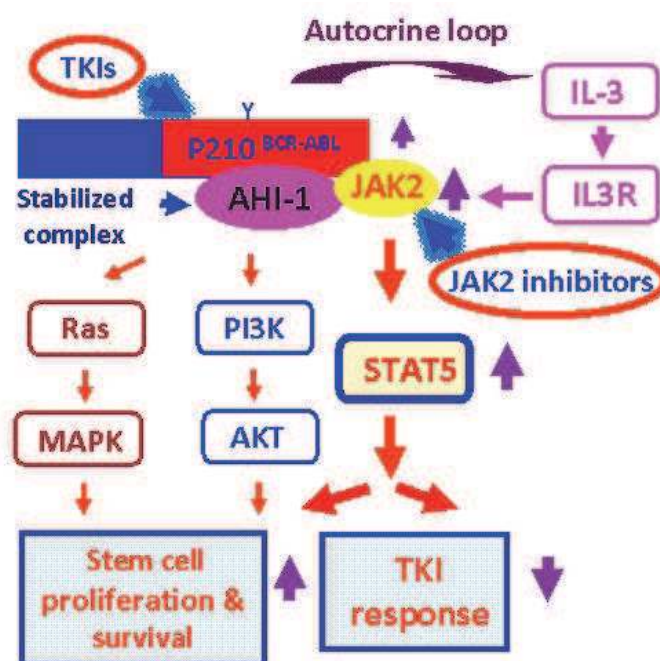 Autocrine loop
TKIs
IL-3
Y
P210 BCR-ABL
Stabilized
complex
AHI-1
JAK2
IL3R
JAK2 inhibitors
Ras
PI3K
STAT5
MAPK
AKT
Stem cell
proliferation &
survival
TKI
response